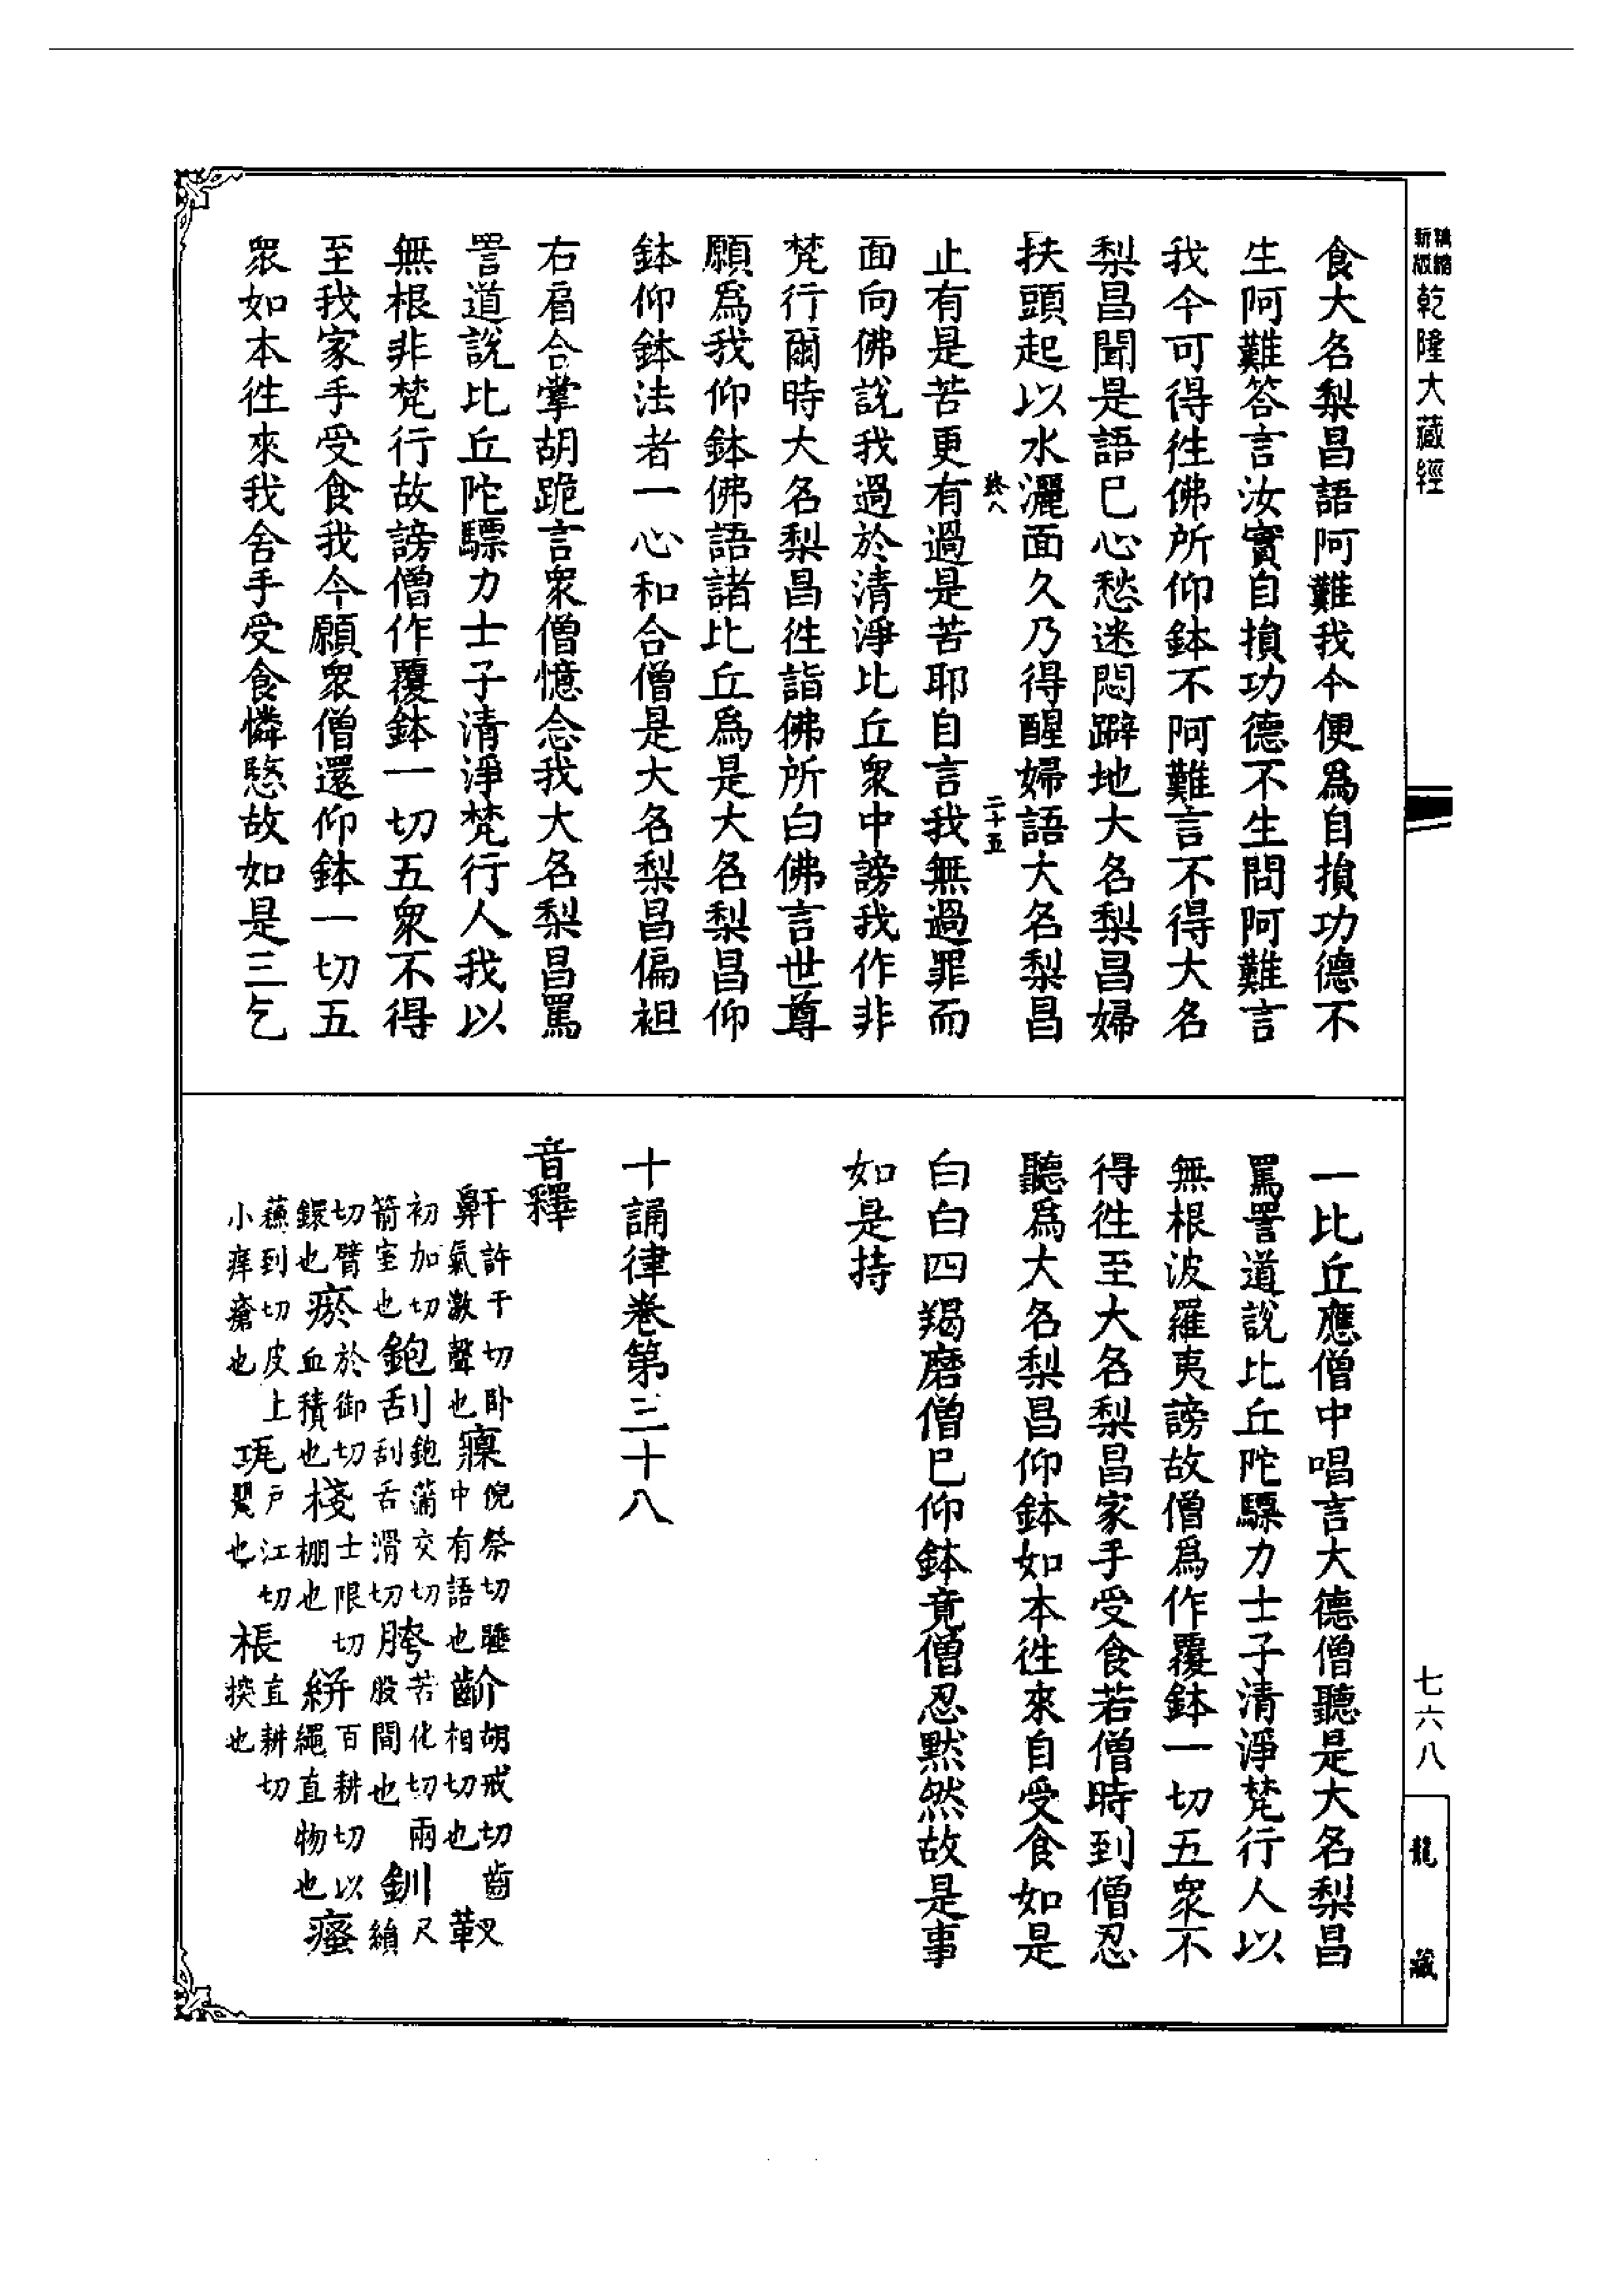 新版
乾隆大藏經
七六八
龍藏
食大名梨昌語阿難我今便為自損功德不
生阿難答言汝實自損功德不生問阿難言
我今可得徃佛所仰鉢不阿難言不得大名
梨昌聞是語已心愁迷悶躃地大名梨昌婦
扶頭起以水灑面久乃得醒婦語大名梨昌
終八
二十五
止有是苦更有過是苦耶自言我無過罪而
面向佛說我過於清淨比丘衆中謗我作非
梵行爾時大名梨昌徃詣佛所白佛言世尊
願為我仰鉢佛語諸比丘為是大名梨昌仰
鉢仰鉢法者一心和合僧是大名梨昌偏袒
右肩合掌胡跪言衆僧憶念我大名梨昌罵
詈道說比丘陀驃力士子清淨梵行人我以
無根非梵行故謗僧作覆鉢一切五衆不得
至我家手受食我今願衆僧還仰鉢一切五
衆如本徃來我舍手受食憐愍故如是三乞
一比丘應僧中唱言大德僧聽是大名梨昌
罵詈道說比丘陀驃力士子清淨梵行人以
無根波羅夷謗故僧為作覆鉢一切五衆不
得徃至大名梨昌家手受食若僧時到僧忍
聽為大名梨昌仰鉢如本徃來自受食如是
白白四羯磨僧已仰鉢竟僧忍默然故是事
如是持
十誦律卷第三十八
音釋
鼾許干切卧氣激聲也 寱倪祭切睡中有語也 齘胡戒切齒相切也 靫
初加切箭室也 鉋刮鉋蒲交切刮舌滑切 胯苦化切兩股間也 釧尺絹
切臂鐶也 瘀於御切血積也 棧士限切棚也 絣百耕切以繩直物也 瘙
蘇到切皮上小痒瘡也 㧥戶江切甖也 棖直耕切揬也